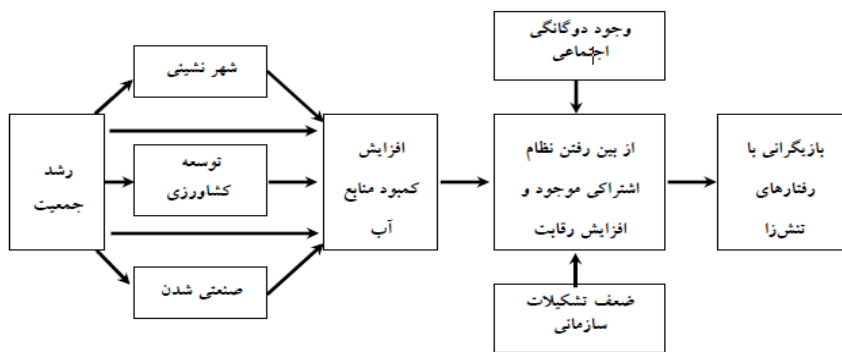 رشد
جمعیت
شهر نشینی
توسعه
کشاورزی
صنعتی شدن
افزایش
کمبود منابع
آب
وجود دوگانگی
اجتماعی
از بین رفتن نظام
اشتراکی موجود و
افزایش رقابت
ضعف تشکیلات
سازمانی
بازیگرانی با
رفتارهای
تنش‌زا